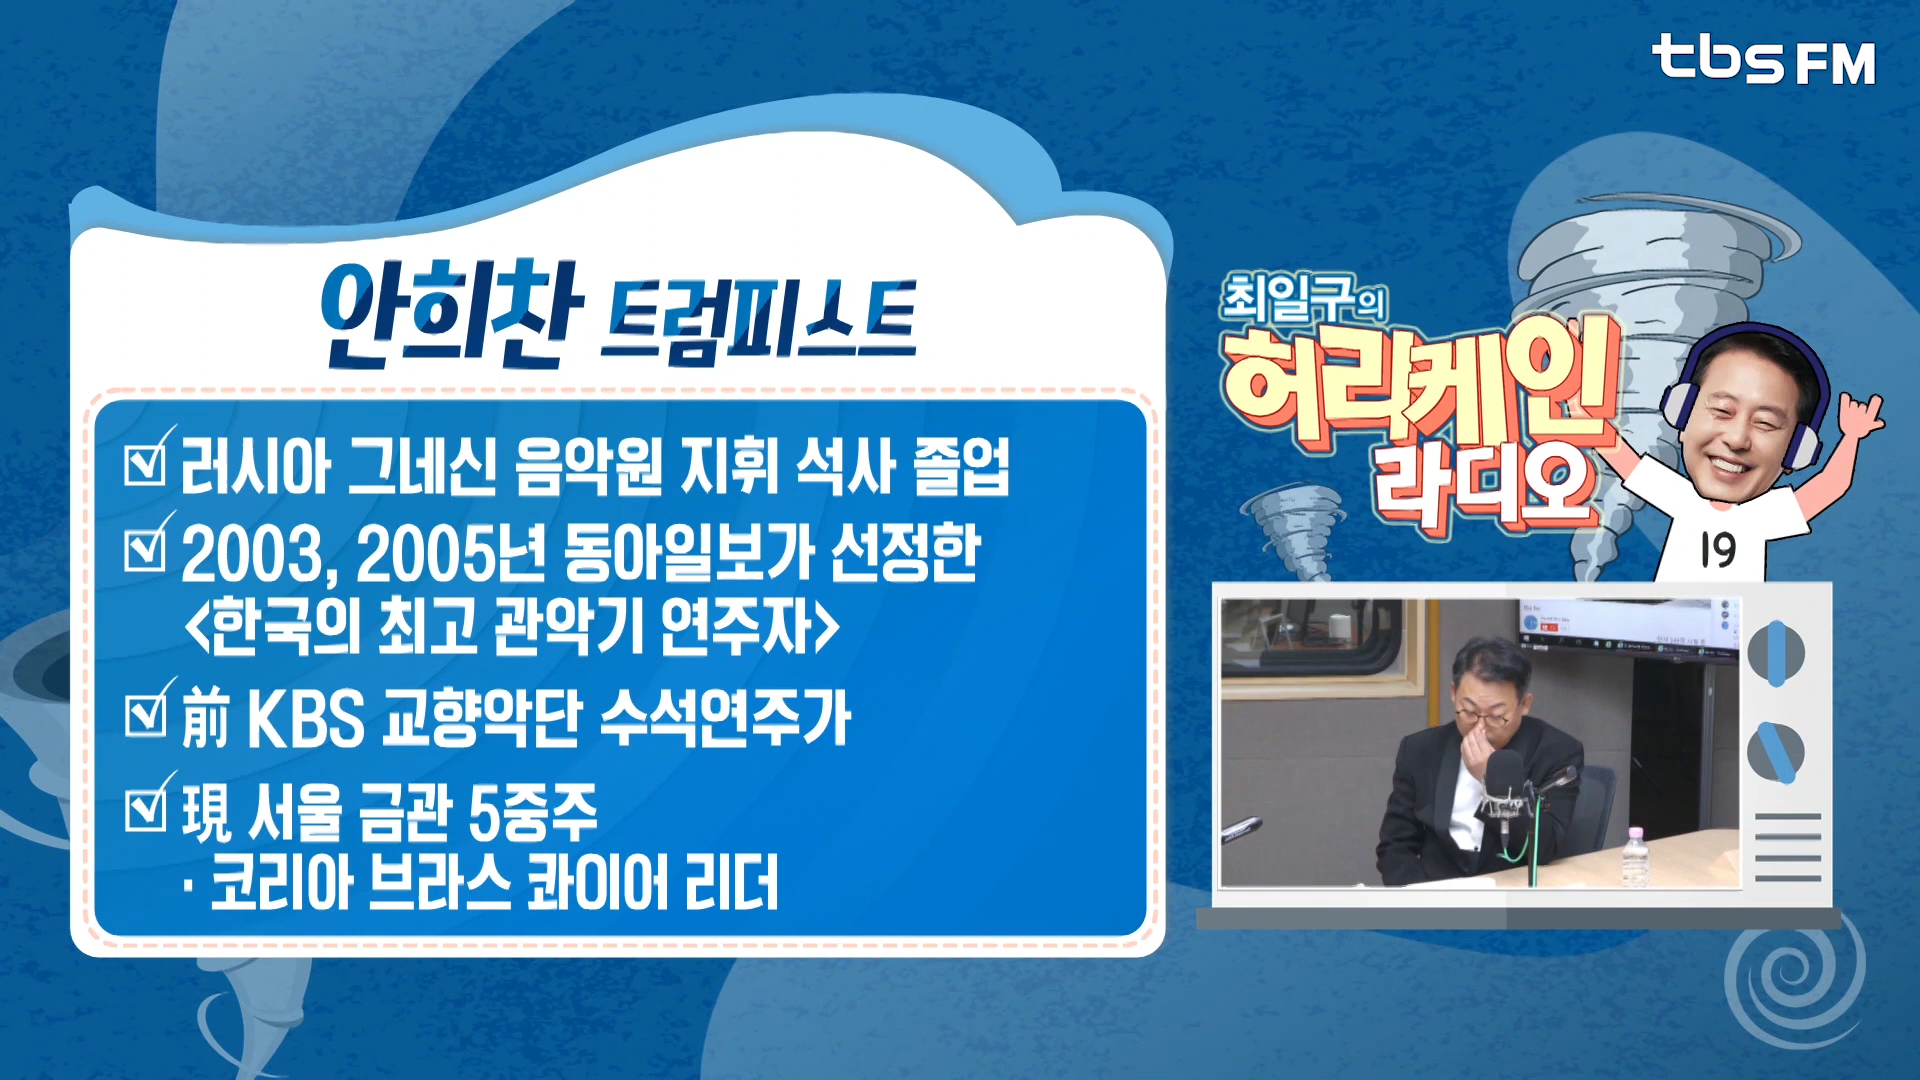 tbs FM
안희찬 트럼피스트
러시아 그네신 음악원 지휘 석사 졸업
2003, 2005년 동아일보가 선정한
<한국의 최고 관악기 연주자>
前 KBS 교향악단 수석연주가
現 서울 금관 5중주
· 코리아 브라스 콰이어 리더
최일구의
허리케인
라디오
19